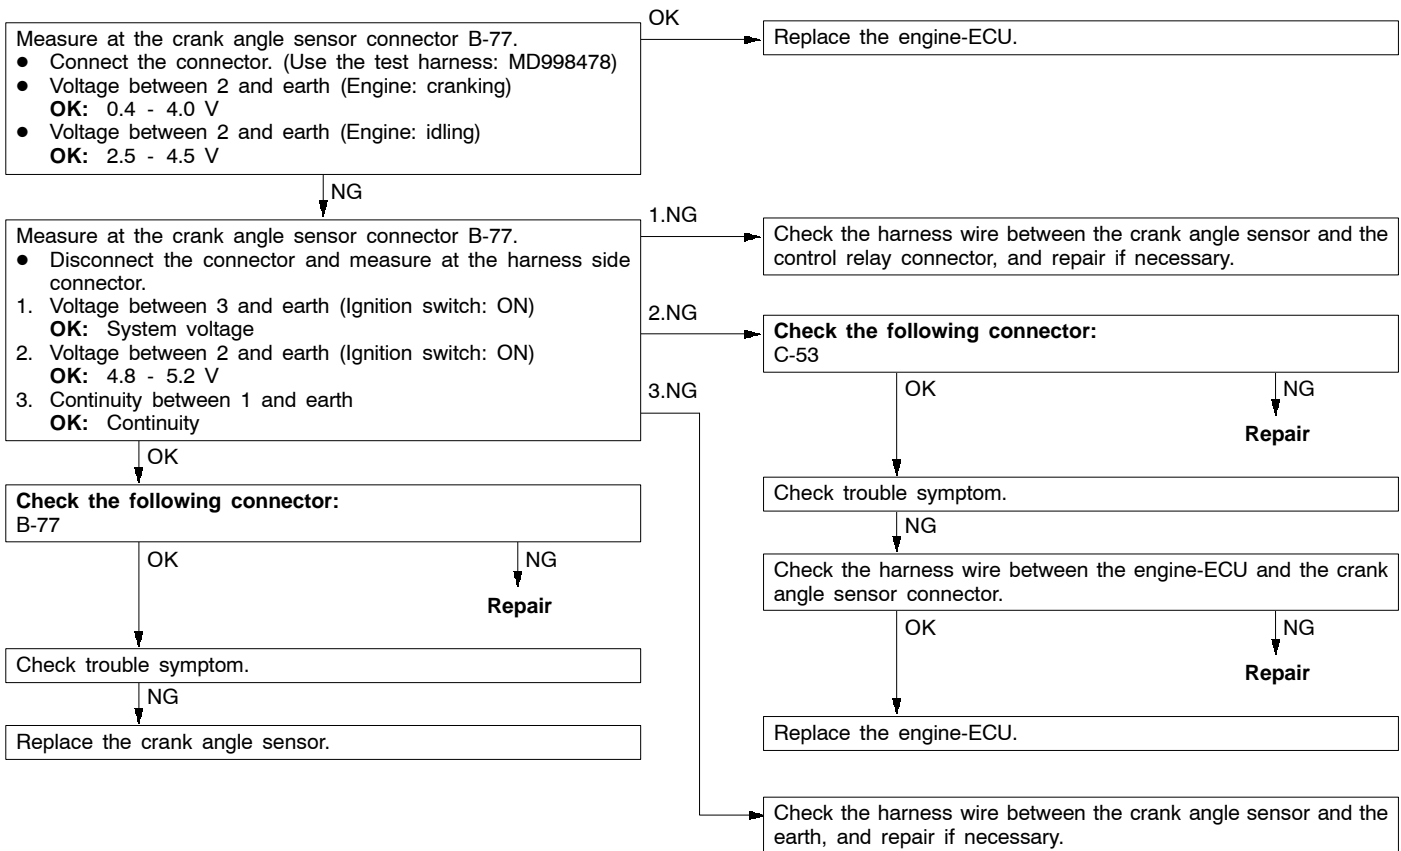 Measure at the crank angle sensor connector B-77.
● Connect the connector. (Use the test harness: MD998478)
● Voltage between 2 and earth (Engine: cranking)
OK: 0.4 - 4.0 V
● Voltage between 2 and earth (Engine: idling)
OK: 2.5 - 4.5 V
OK
Replace the engine-ECU.
NG
Measure at the crank angle sensor connector B-77.
● Disconnect the connector and measure at the harness side
connector.
1. Voltage between 3 and earth (Ignition switch: ON)
OK: System voltage
2. Voltage between 2 and earth (Ignition switch: ON)
OK: 4.8 - 5.2 V
3. Continuity between 1 and earth
OK: Continuity
1.NG
Check the harness wire between the crank angle sensor and the
control relay connector, and repair if necessary.
2.NG
Check the following connector:
C-53
OK
NG
Repair
Check trouble symptom.
NG
Check the harness wire between the engine-ECU and the crank
angle sensor connector.
OK
NG
Repair
Replace the engine-ECU.
3.NG
Check the harness wire between the crank angle sensor and the
earth, and repair if necessary.
OK
Check the following connector:
B-77
OK
NG
Repair
Check trouble symptom.
NG
Replace the crank angle sensor.